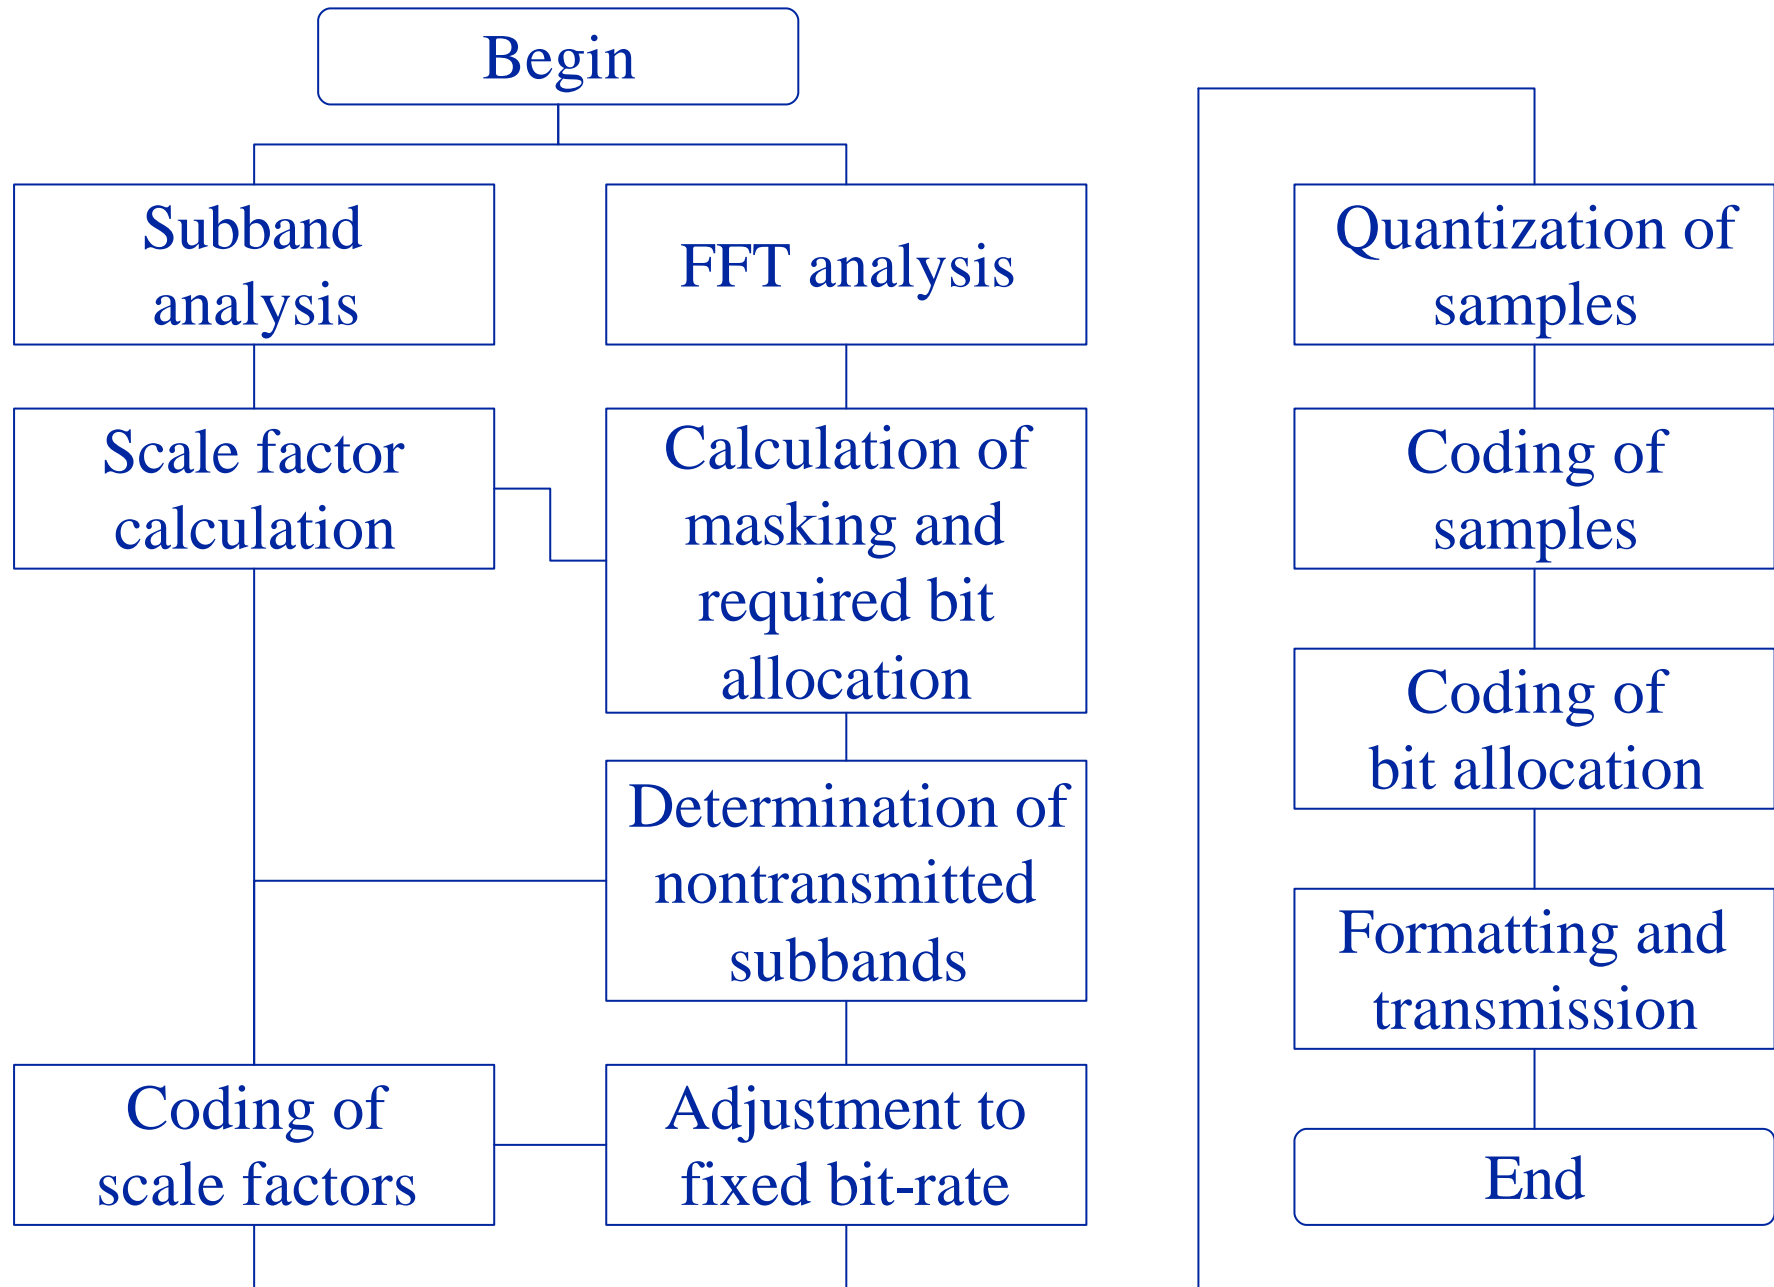 Begin
Subband
analysis
FFT analysis
Scale factor
calculation
Calculation of
masking and
required bit
allocation
Determination of
nontransmitted
subbands
Coding of
scale factors
Adjustment to
fixed bit-rate
Quantization of
samples
Coding of
samples
Coding of
bit allocation
Formatting and
transmission
End